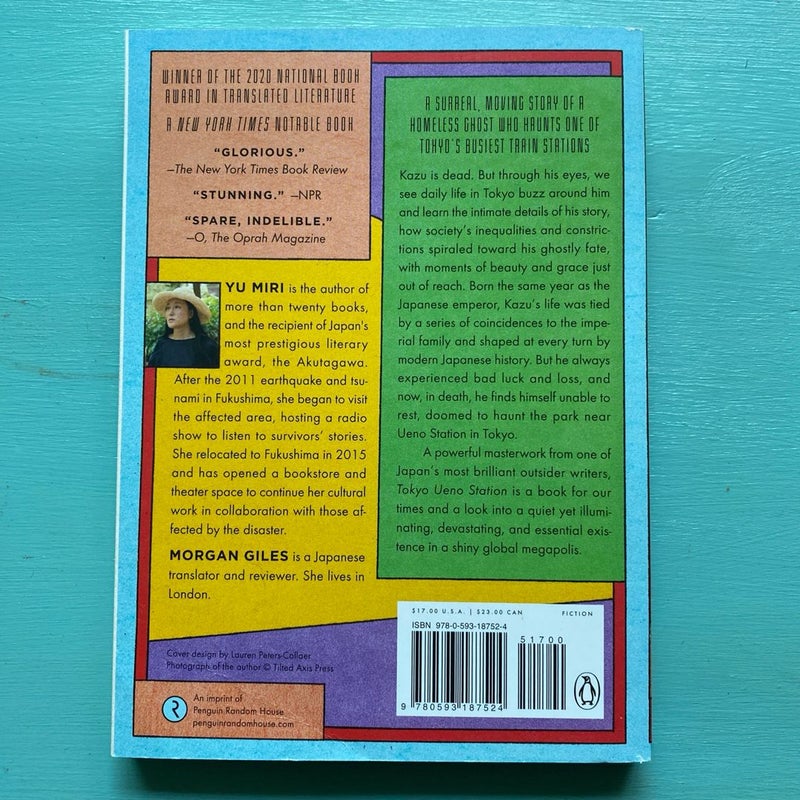 WINNER OF THE 2020 NATIONAL BOOK
AWARD IN TRANSLATED LITERATURE
A NEW YORK TIMES NOTABLE BOOK
“GLORIOUS.”
—The New York Times Book Review
“STUNNING.” —NPR
“SPARE, INDELIBLE.”
—O, The Oprah Magazine
YU MIRI is the author of
more than twenty books,
and the recipient of Japan's
most prestigious literary
award, the Akutagawa.
After the 2011 earthquake and tsu-
nami in Fukushima, she began to visit
the affected area, hosting a radio
show to listen to survivors’ stories.
She relocated to Fukushima in 2015
and has opened a bookstore and
theater space to continue her cultural
work in collaboration with those af-
fected by the disaster.
MORGAN GILES is a Japanese
translator and reviewer. She lives in
London.
Cover design by Lauren Peters-Collaer
Photograph of the author © Tilted Axis Press
R
An imprint of
Penguin Random House
penguinrandomhouse.com
A SURREAL, MOVING STORY OF A
HOMELESS GHOST WHO HAUNTS ONE OF
TOKYO’S BUSIEST TRAIN STATIONS
Kazu is dead. But through his eyes, we
see daily life in Tokyo buzz around him
and learn the intimate details of his story,
how society’s inequalities and constric-
tions spiraled toward his ghostly fate,
with moments of beauty and grace just
out of reach. Born the same year as the
Japanese emperor, Kazu’s life was tied
by a series of coincidences to the impe-
rial family and shaped at every turn by
modern Japanese history. But he always
experienced bad luck and loss, and
now, in death, he finds himself unable to
rest, doomed to haunt the park near
Ueno Station in Tokyo.
A powerful masterwork from one of
Japan’s most brilliant outsider writers,
Tokyo Ueno Station is a book for our
times and a look into a quiet yet illumi-
nating, devastating, and essential exis-
tence in a shiny global megapolis.
$17.00 U.S.A. | $23.00 CAN
FICTION
ISBN 978-0-593-18752-4
51700
9 780593 187524